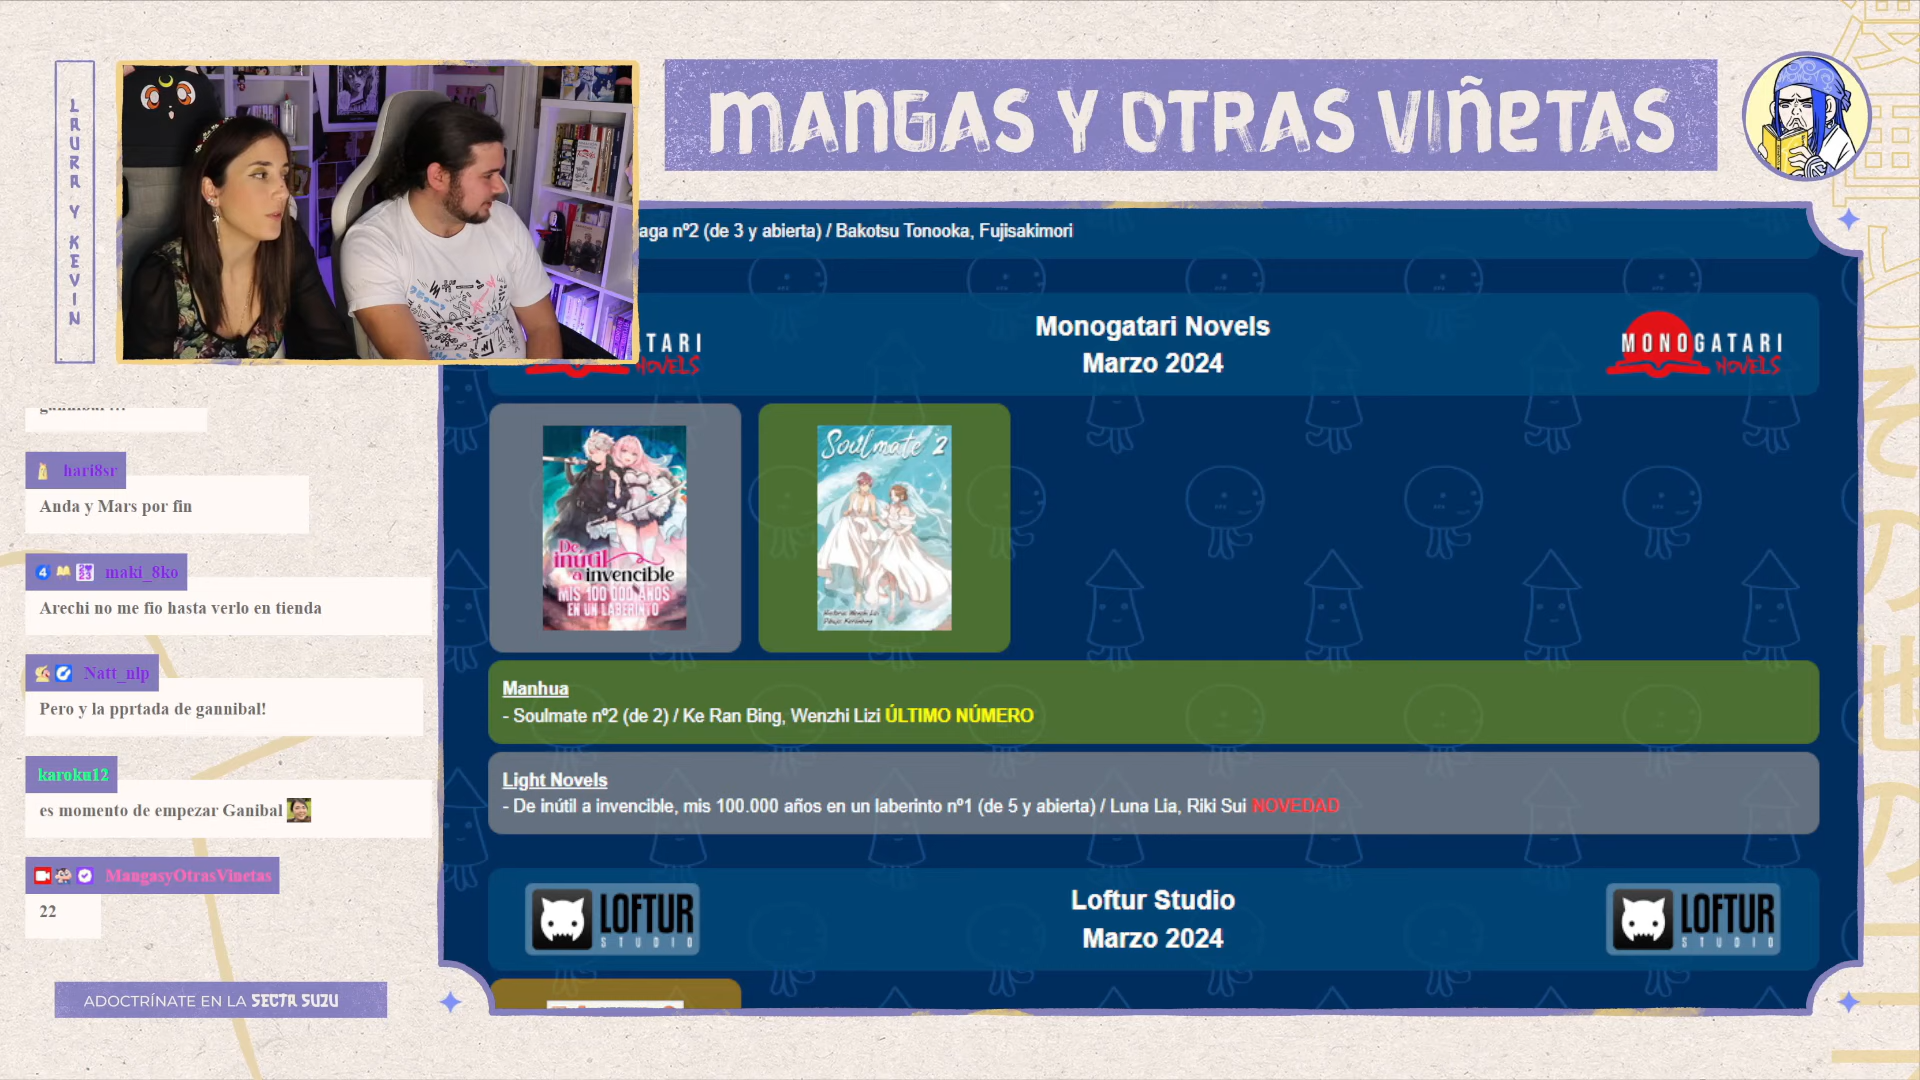 LAURA Y KEVIN
MANGAS Y OTRAS VIÑETAS
aga nº2 (de 3 y abierta) / Bakotsu Tonooka, Fujisakimori
TARI
NOVELS
Monogatari Novels
Marzo 2024
MONOGATARI
NOVELS
De
inútil
a invencible
MIS 100 000 AÑOS
EN UN LABERINTO
Soulmate 2
Manhua
- Soulmate nº2 (de 2) / Ke Ran Bing, Wenzhi Lizi ÚLTIMO NÚMERO
Light Novels
- De inútil a invencible, mis 100.000 años en un laberinto nº1 (de 5 y abierta) / Luna Lia, Riki Sui NOVEDAD
LOFTUR
STUDIO
Loftur Studio
Marzo 2024
LOFTUR
STUDIO
hari8sr
Anda y Mars por fin
4 23 maki_8ko
Arechi no me fio hasta verlo en tienda
Natt_nlp
Pero y la pprtada de gannibal!
karoku12
es momento de empezar Ganibal
MangasyOtrasVinetas
22
ADOCTRÍNATE EN LA SECTA SUZU